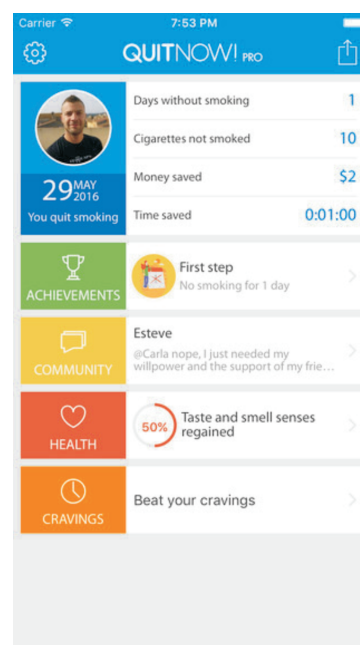 Carrier 7:53 PM
QUITNOW! PRO
Days without smoking 1
Cigarettes not smoked 10
Money saved $2
Time saved 0:01:00
29 MAY 2016
You quit smoking
ACHIEVEMENTS
First step
No smoking for 1 day
COMMUNITY
Esteve
@Carla nope, I just needed my
willpower and the support of my frie...
HEALTH
50%
Taste and smell senses
regained
CRAVINGS
Beat your cravings